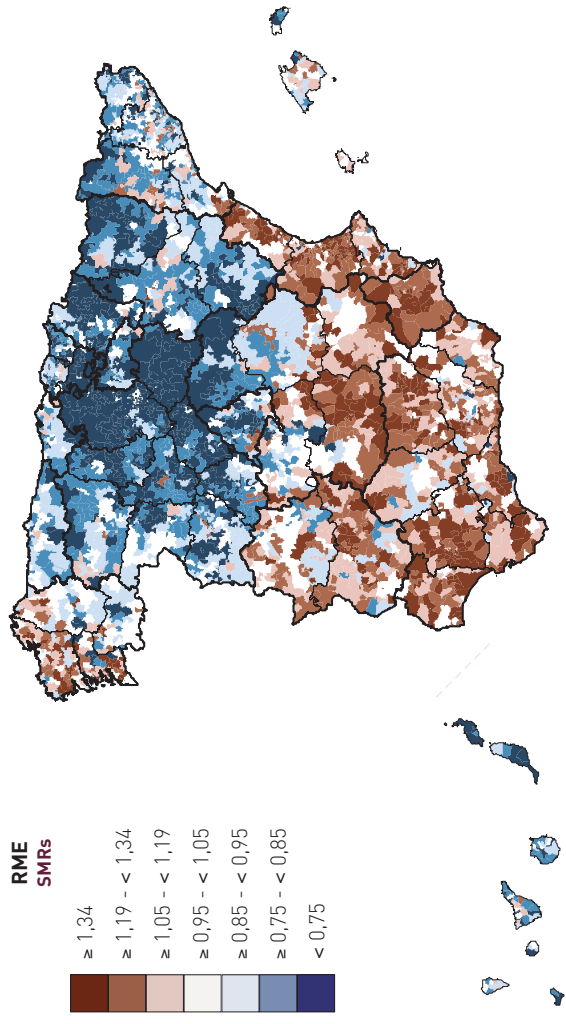 RME
SMRs
≥ 1,34
≥ 1,19 - < 1,34
≥ 1,05 - < 1,19
≥ 0,95 - < 1,05
≥ 0,85 - < 0,95
≥ 0,75 - < 0,85
< 0,75